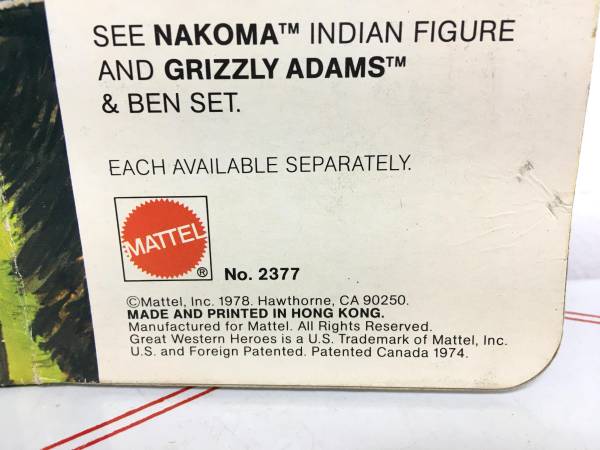 SEE NAKOMA™ INDIAN FIGURE
AND GRIZZLY ADAMS™
& BEN SET.
EACH AVAILABLE SEPARATELY.
MATTEL
® No. 2377
©Mattel, Inc. 1978. Hawthorne, CA 90250.
MADE AND PRINTED IN HONG KONG.
Manufactured for Mattel. All Rights Reserved.
Great Western Heroes is a U.S. Trademark of Mattel, Inc.
U.S. and Foreign Patented. Patented Canada 1974.